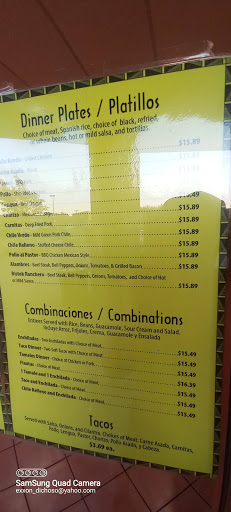 Dinner Plates / Platillos
Choice of meat, Spanish rice, choice of black, refried,
whole beans, hot or mild salsa, and tortillas.
$15.89
$15.89
$15.89
$15.49
$15.49
Carnitas - Deep Fried Pork $15.89
Chile Verde - Mild Green Pork Chile $15.89
Chile Relleno - Stuffed Cheese Chile $15.89
Pollo al Pastor - BBQ Chicken Mexican Style $15.89
Alambres - Beef Steak, Bell Peppers, Onions, Tomatoes, & Grilled Bacon $15.89
Bistek Ranchero - Beef Steak, Bell Peppers, Onions, Tomatoes, and Choice of Hot
or Mild Salsa $15.89
Combinaciones / Combinations
Entrees Served with Rice, Beans, Guacamole, Sour Cream and Salad.
Incluye Arroz, Frijoles, Crema, Guacamole y Ensalada
Enchiladas - Two Enchiladas with Choice of Meat $15.49
Taco Dinner - Two Soft Tacos with Choice of Meat $15.49
Tamales Dinner - Choice of Chicken or Pork $15.49
Flautas - Choice of Meat $15.49
1 Tamale and 1 Enchilada - Choice of Meat $16.39
Taco and Enchilada - Choice of Meat $15.49
Chile Relleno and Enchilada - Choice of Meat $15.49
Tacos
Served with Salsa, Onions, and Cilantro. Choices of Meat: Carne Asada, Carnitas,
Pollo, Lengua, Pastor, Chorizo, Pollo Asado, y Cabeza.
$3.69 ea.
SamSung Quad Camera
exxon_dichoso@yahoo.com